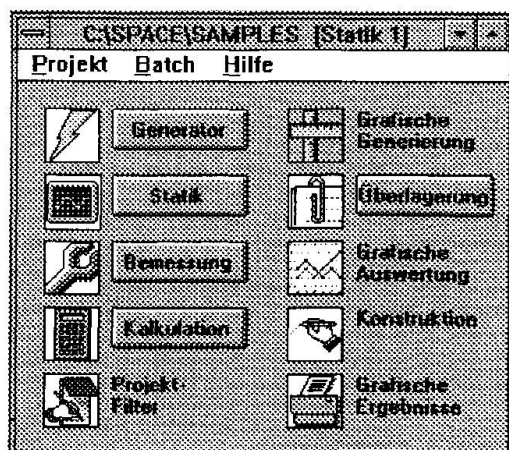 C:\SPACE\SAMPLES [Statik 1]
Projekt Batch Hilfe
Generator
Grafische
Generierung
Statik
Überlagerung
Bemessung
Grafische
Auswertung
Kalkulation
Konstruktion
Projekt-
Filter
Grafische
Ergebnisse